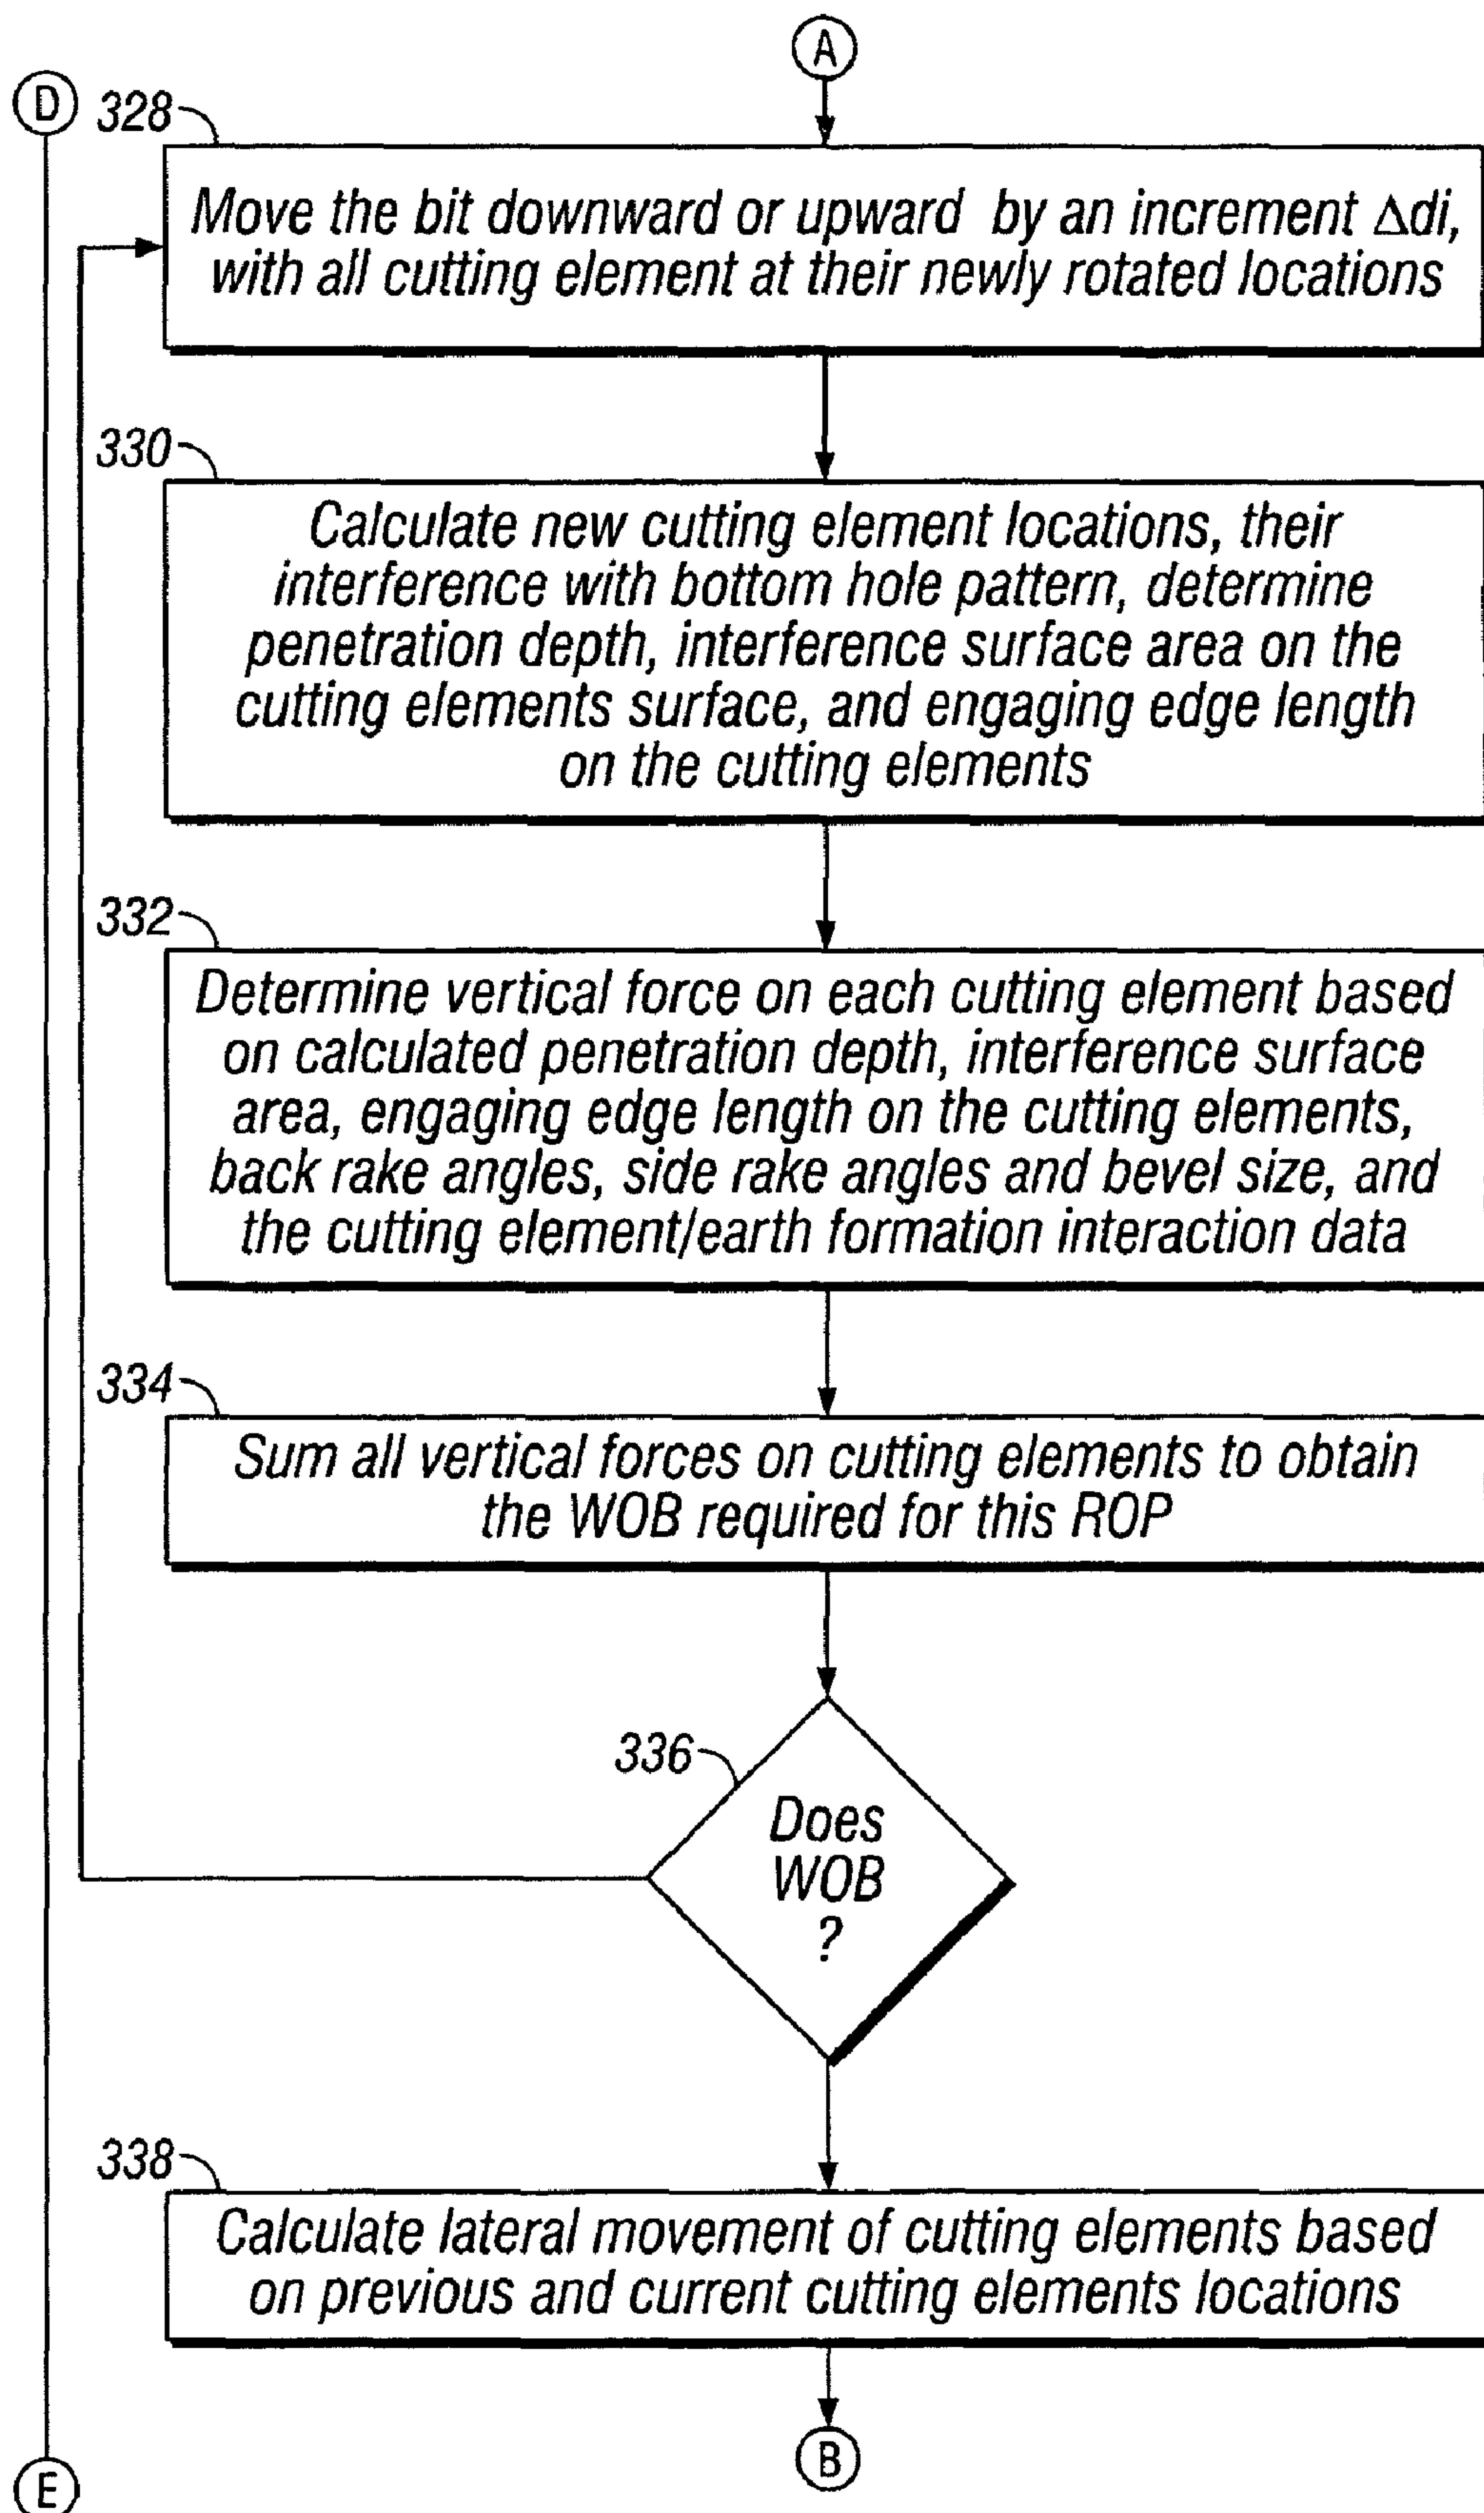 A
D
328
Move the bit downward or upward by an increment Δdi,
with all cutting element at their newly rotated locations
330
Calculate new cutting element locations, their
interference with bottom hole pattern, determine
penetration depth, interference surface area on the
cutting elements surface, and engaging edge length
on the cutting elements
332
Determine vertical force on each cutting element based
on calculated penetration depth, interference surface
area, engaging edge length on the cutting elements,
back rake angles, side rake angles and bevel size, and
the cutting element/earth formation interaction data
334
Sum all vertical forces on cutting elements to obtain
the WOB required for this ROP
336
Does
WOB
?
338
Calculate lateral movement of cutting elements based
on previous and current cutting elements locations
B
E